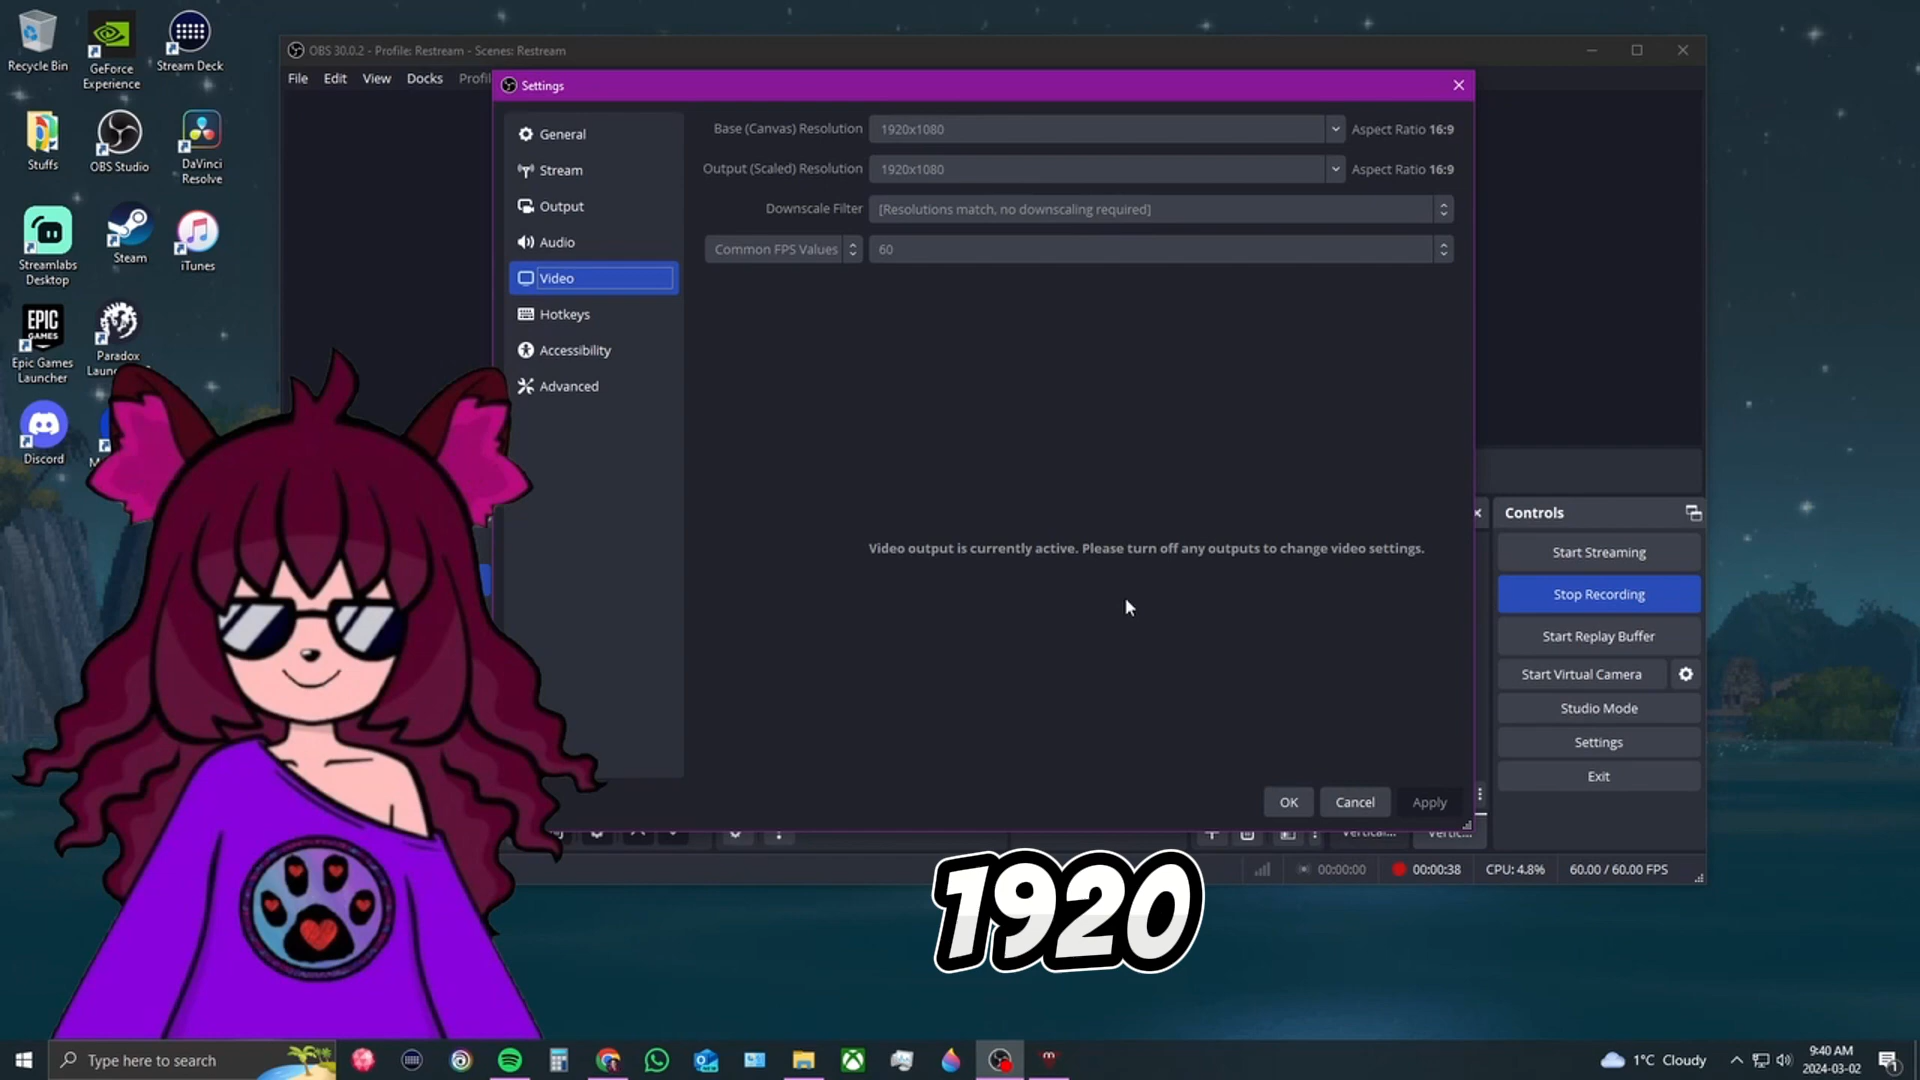 Recycle Bin
GeForce
Experience
Stream Deck
Stuffs
OBS Studio
DaVinci
Resolve
Streamlabs
Desktop
Steam
iTunes
EPIC
GAMES
Epic Games
Launcher
Paradox
Discord
OBS 30.0.2 - Profile: Restream - Scenes: Restream
File Edit View Docks
Settings
General
Stream
Output
Audio
Video
Hotkeys
Accessibility
Advanced
Base (Canvas) Resolution 1920x1080 Aspect Ratio 16:9
Output (Scaled) Resolution 1920x1080 Aspect Ratio 16:9
Downscale Filter [Resolutions match, no downscaling required]
Common FPS Values 60
Video output is currently active. Please turn off any outputs to change video settings.
OK Cancel Apply
Controls
Start Streaming
Stop Recording
Start Replay Buffer
Start Virtual Camera
Studio Mode
Settings
Exit
00:00:00 00:00:38 CPU: 4.8% 60.00 / 60.00 FPS
1920
Type here to search
1°C Cloudy
9:40 AM
2024-03-02
1